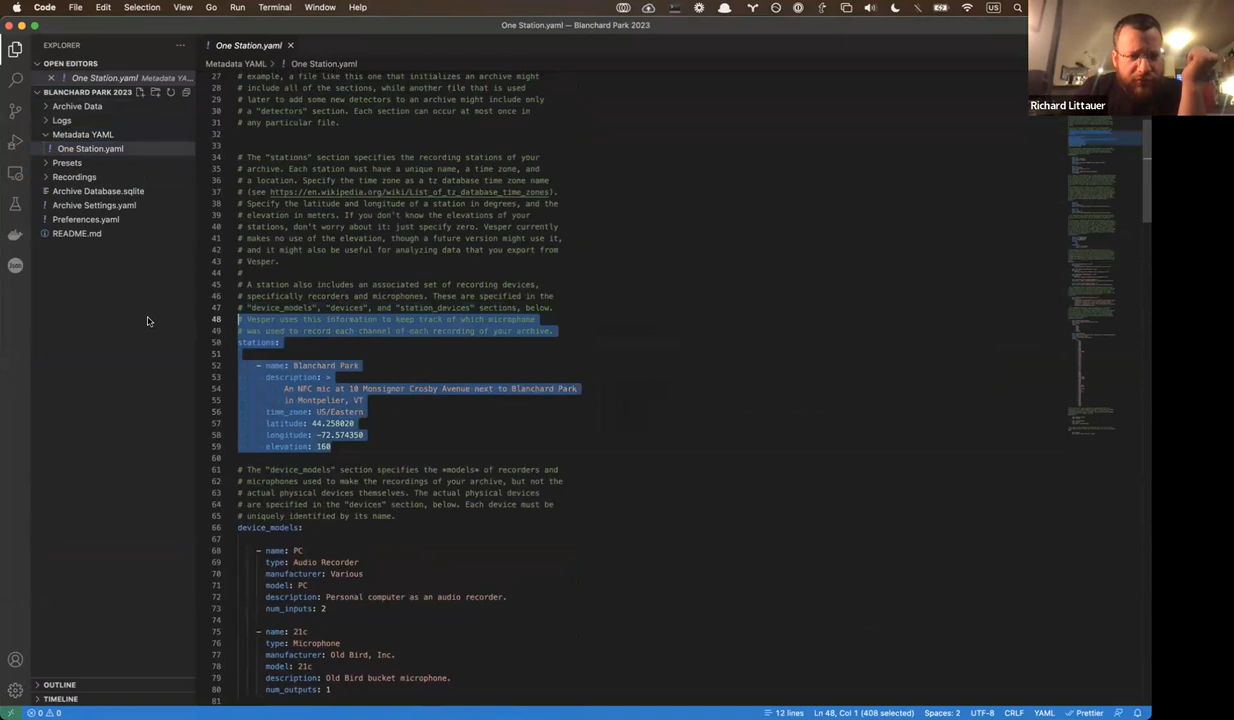 Code File Edit Selection View Go Run Terminal Window Help US
One Station.yaml — Blanchard Park 2023
EXPLORER
OPEN EDITORS
One Station.yaml Metadata YA...
BLANCHARD PARK 2023
Archive Data
Logs
Metadata YAML
! One Station.yaml
Presets
Recordings
Archive Database.sqlite
Archive Settings.yaml
Preferences.yaml
README.md
OUTLINE
TIMELINE
! One Station.yaml
Metadata YAML > ! One Station.yaml
27 # example, a file like this one that initializes an archive might
28 # include all of the sections, while another file that is used
29 # later to add some new detectors to an archive might include only
30 # a "detectors" section. Each section can occur at most once in
31 # any particular file.
32
33
34 # The "stations" section specifies the recording stations of your
35 # archive. Each station must have a unique name, a time zone, and
36 # a location. Specify the time zone as a tz database time zone name
37 # (see https://en.wikipedia.org/wiki/List_of_tz_database_time_zones).
38 # Specify the latitude and longitude of a station in degrees, and the
39 # elevation in meters. If you don't know the elevations of your
40 # stations, don't worry about it: just specify zero. Vesper currently
41 # makes no use of the elevation, though a future version might use it,
42 # and it might also be useful for analyzing data that you export from
43 # Vesper.
44 #
45 # A station also includes an associated set of recording devices,
46 # specifically recorders and microphones. These are specified in the
47 # "device_models", "devices", and "station_devices" sections, below.
48 # Vesper uses this information to keep track of which microphone
49 # was used to record each channel of each recording of your archive.
50 stations:
51
52 - name: Blanchard Park
53 description: >
54 An NFC mic at 10 Monsignor Crosby Avenue next to Blanchard Park
55 in Montpelier, VT
56 time_zone: US/Eastern
57 latitude: 44.258020
58 longitude: -72.574350
59 elevation: 160
60
61 # The "device_models" section specifies the *models* of recorders and
62 # microphones used to make the recordings of your archive, but not the
63 # actual physical devices themselves. The actual physical devices
64 # are specified in the "devices" section, below. Each device must be
65 # uniquely identified by its name.
66 device_models:
67
68 - name: PC
69 type: Audio Recorder
70 manufacturer: Various
71 model: PC
72 description: Personal computer as an audio recorder.
73 num_inputs: 2
74
75 - name: 21c
76 type: Microphone
77 manufacturer: Old Bird, Inc.
78 model: 21c
79 description: Old Bird bucket microphone.
80 num_outputs: 1
81
Richard Littauer
0 0 12 lines Ln 48, Col 1 (408 selected) Spaces: 2 UTF-8 CRLF YAML Prettier